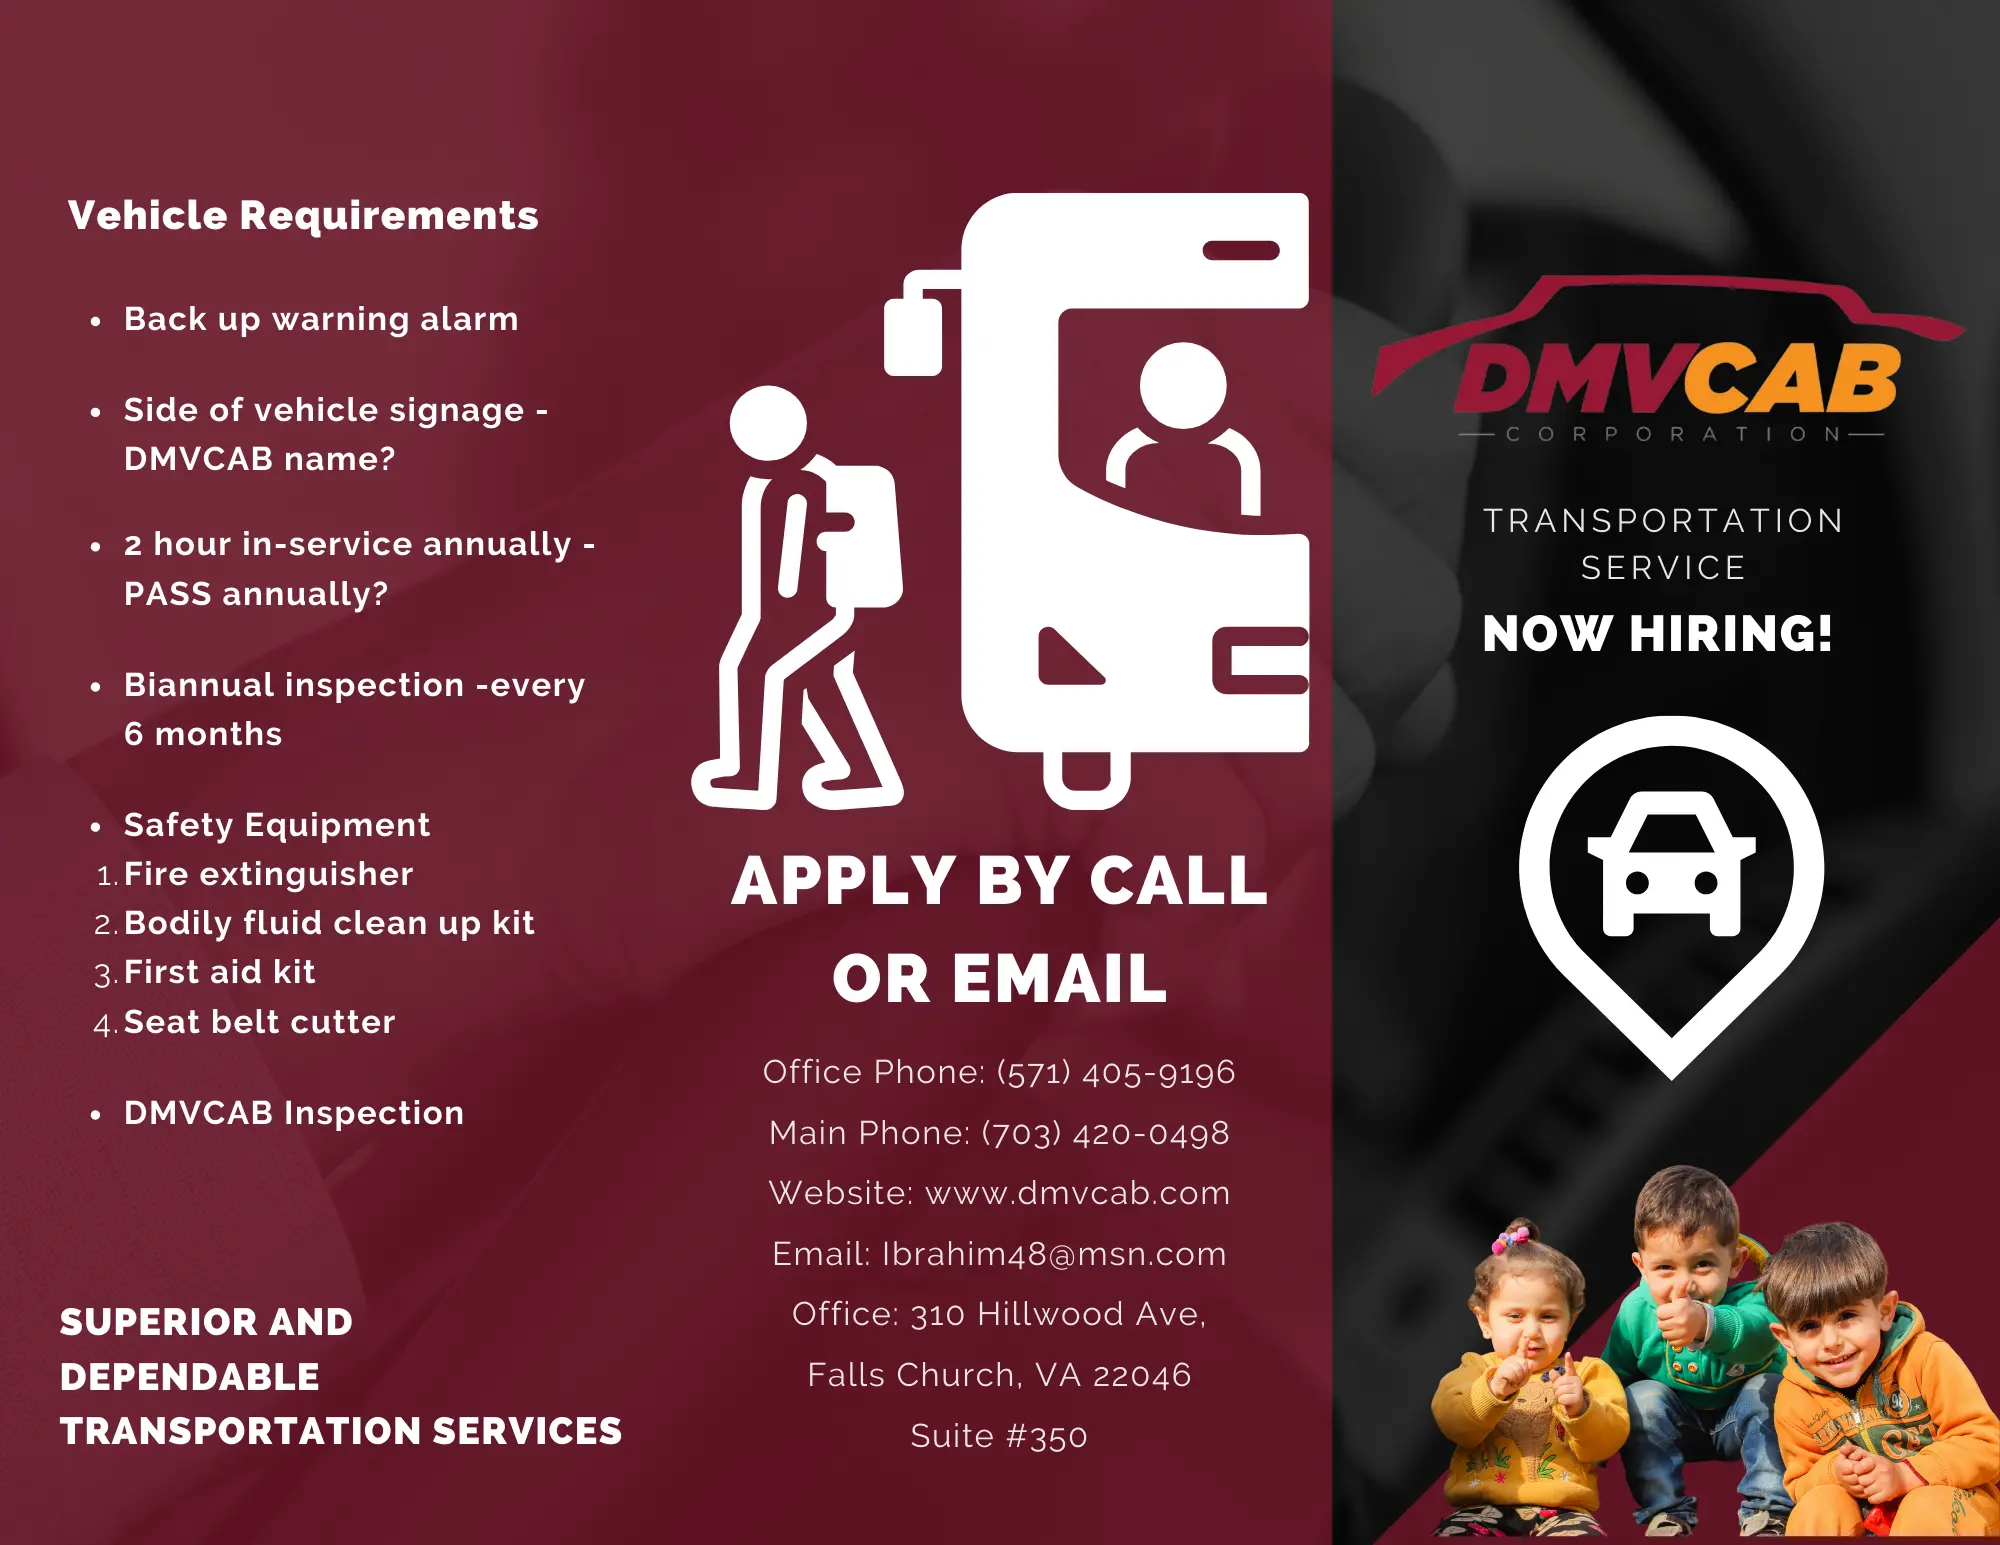 Vehicle Requirements
• Back up warning alarm
• Side of vehicle signage -
DMVCAB name?
• 2 hour in-service annually -
PASS annually?
• Biannual inspection -every
6 months
• Safety Equipment
1. Fire extinguisher
2. Bodily fluid clean up kit
3. First aid kit
4. Seat belt cutter
• DMVCAB Inspection
SUPERIOR AND
DEPENDABLE
TRANSPORTATION SERVICES
APPLY BY CALL
OR EMAIL
Office Phone: (571) 405-9196
Main Phone: (703) 420-0498
Website: www.dmvcab.com
Email: Ibrahim48@msn.com
Office: 310 Hillwood Ave,
Falls Church, VA 22046
Suite #350
DMVCAB
CORPORATION
TRANSPORTATION
SERVICE
NOW HIRING!